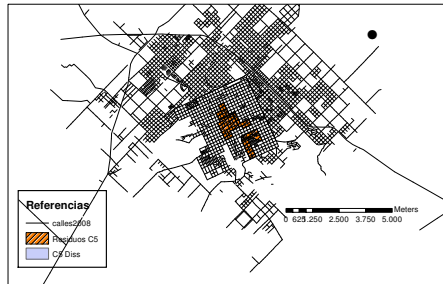 Referencias
calles2008
Residuos C5
C5 Diss
Meters
0 625 1.250 2.500 3.750 5.000